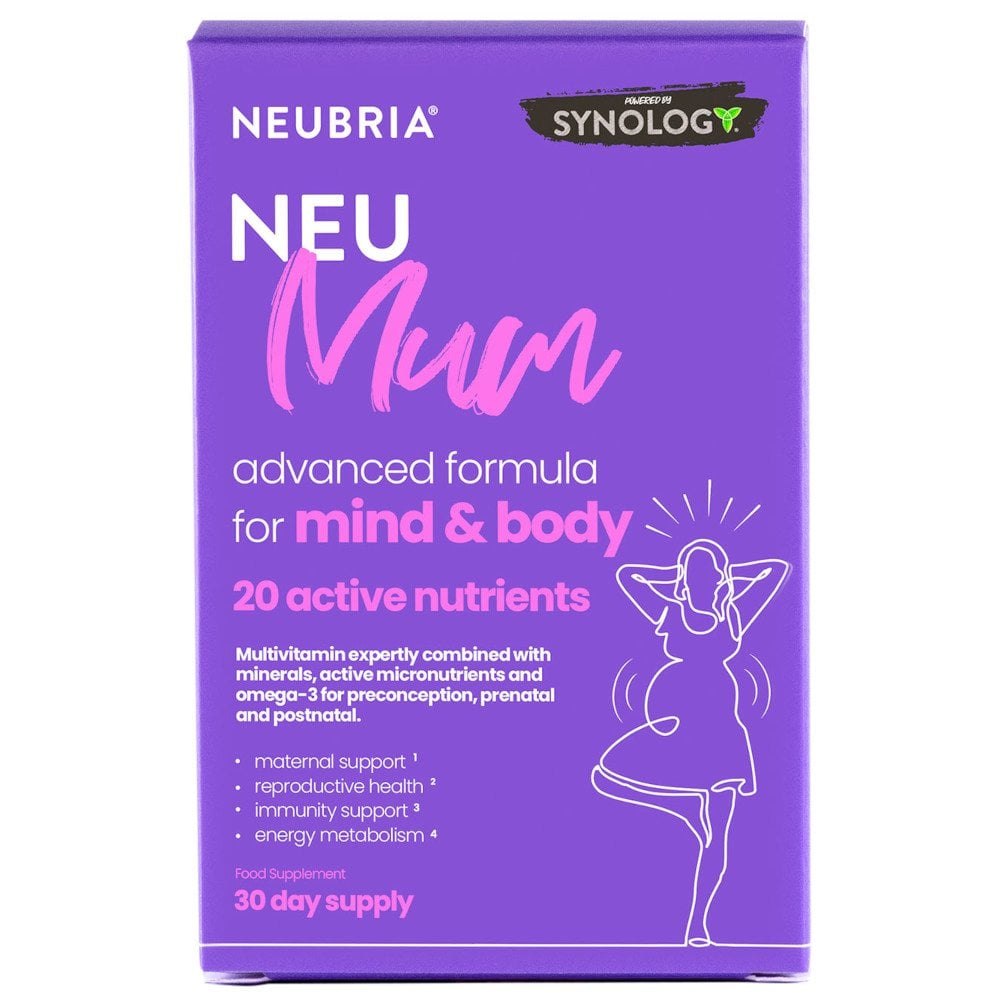 NEUBRIA®
POWERED BY
SYNOLOGY®
NEU
Mum
advanced formula
for mind & body
20 active nutrients
Multivitamin expertly combined with
minerals, active micronutrients and
omega-3 for preconception, prenatal
and postnatal.
• maternal support ¹
• reproductive health ²
• immunity support ³
• energy metabolism ⁴
Food Supplement
30 day supply